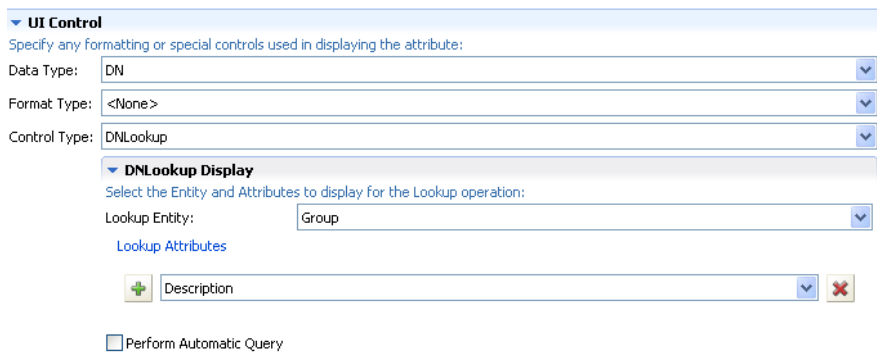 UI Control
Specify any formatting or special controls used in displaying the attribute:
Data Type: DN
Format Type: <None>
Control Type: DNLookup
DNLookup Display
Select the Entity and Attributes to display for the Lookup operation:
Lookup Entity: Group
Lookup Attributes
Description
Perform Automatic Query